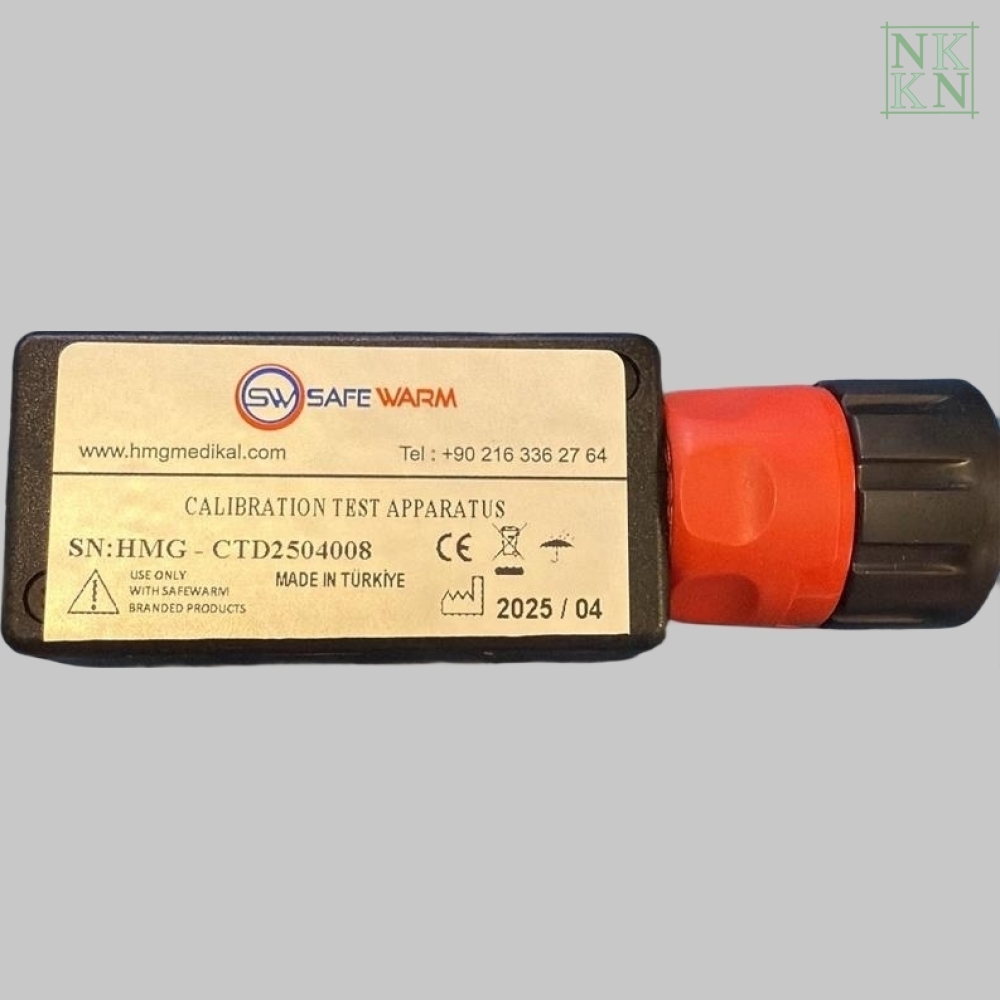 NK
KN
SW SAFE WARM
www.hmgmedikal.com Tel : +90 216 336 27 64
CALIBRATION TEST APPARATUS
SN:HMG - CTD2504008
CE
USE ONLY
WITH SAFEWARM
BRANDED PRODUCTS
MADE IN TÜRKİYE
2025 / 04